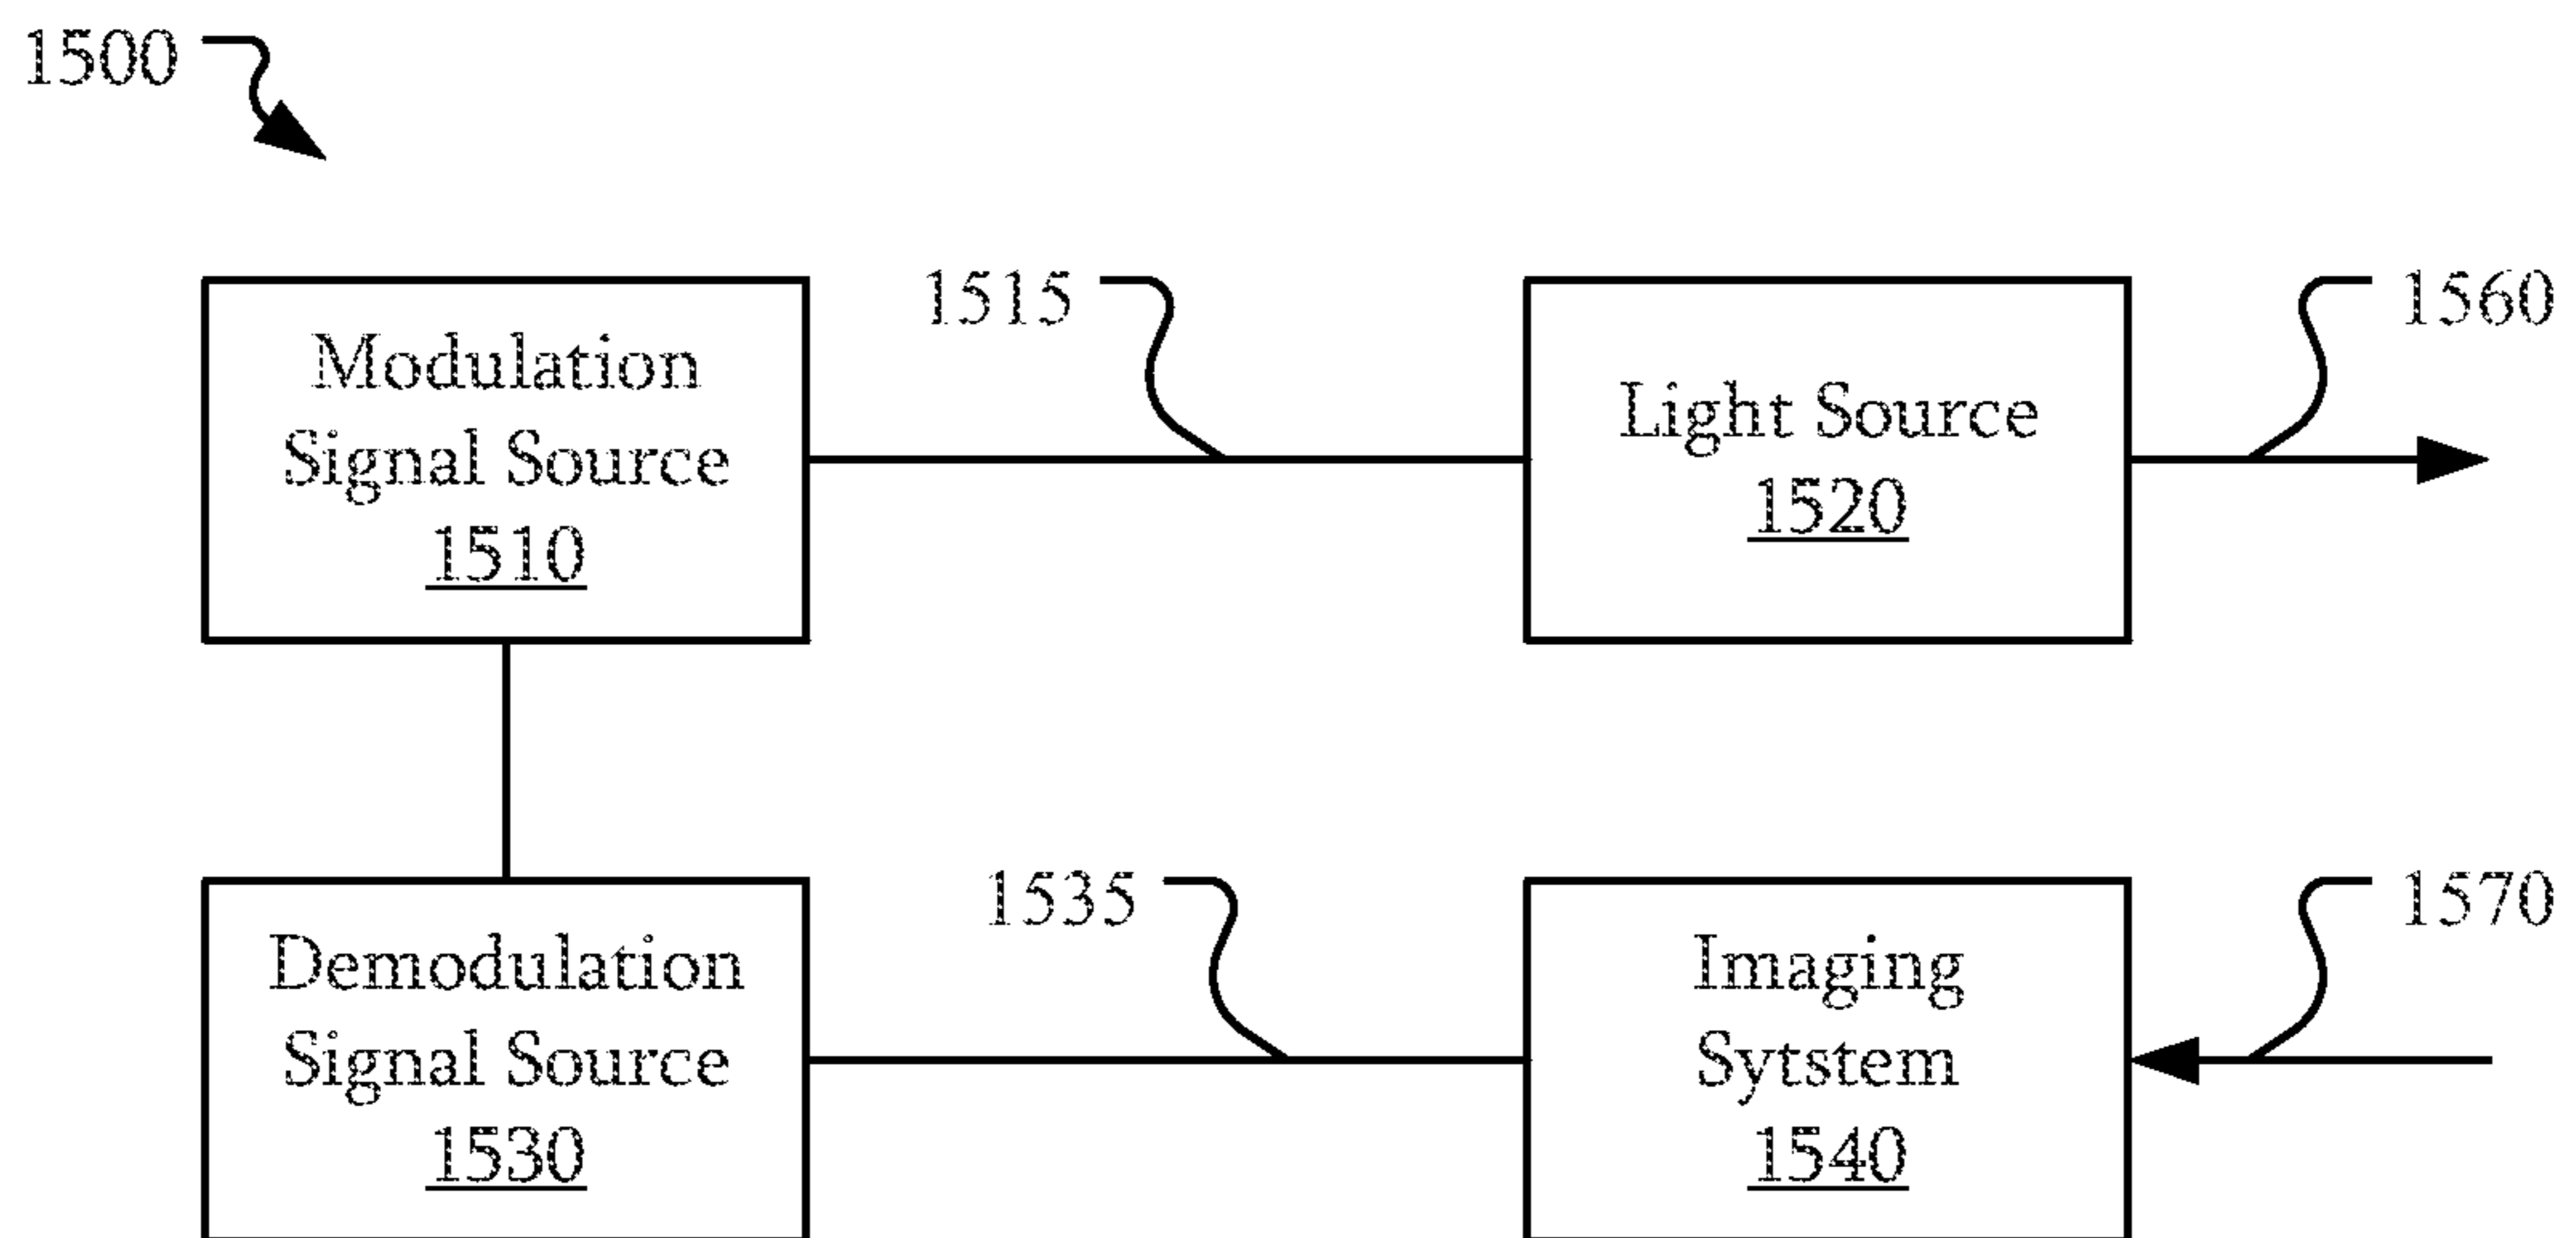 1500
Modulation
Signal Source
1510
1515
Light Source
1520
1560
Demodulation
Signal Source
1530
1535
Imaging
Sytstem
1540
1570